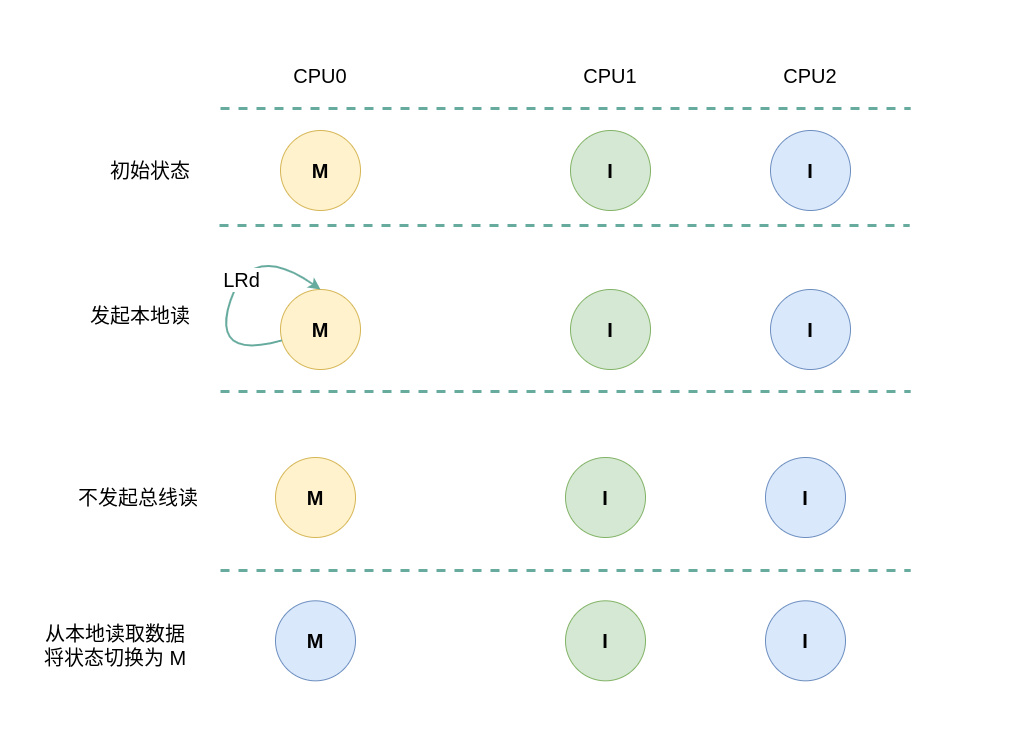 CPU0 CPU1 CPU2
初始状态 M I I
LRd
发起本地读 M I I
不发起总线读 M I I
从本地读取数据
将状态切换为 M
M I I